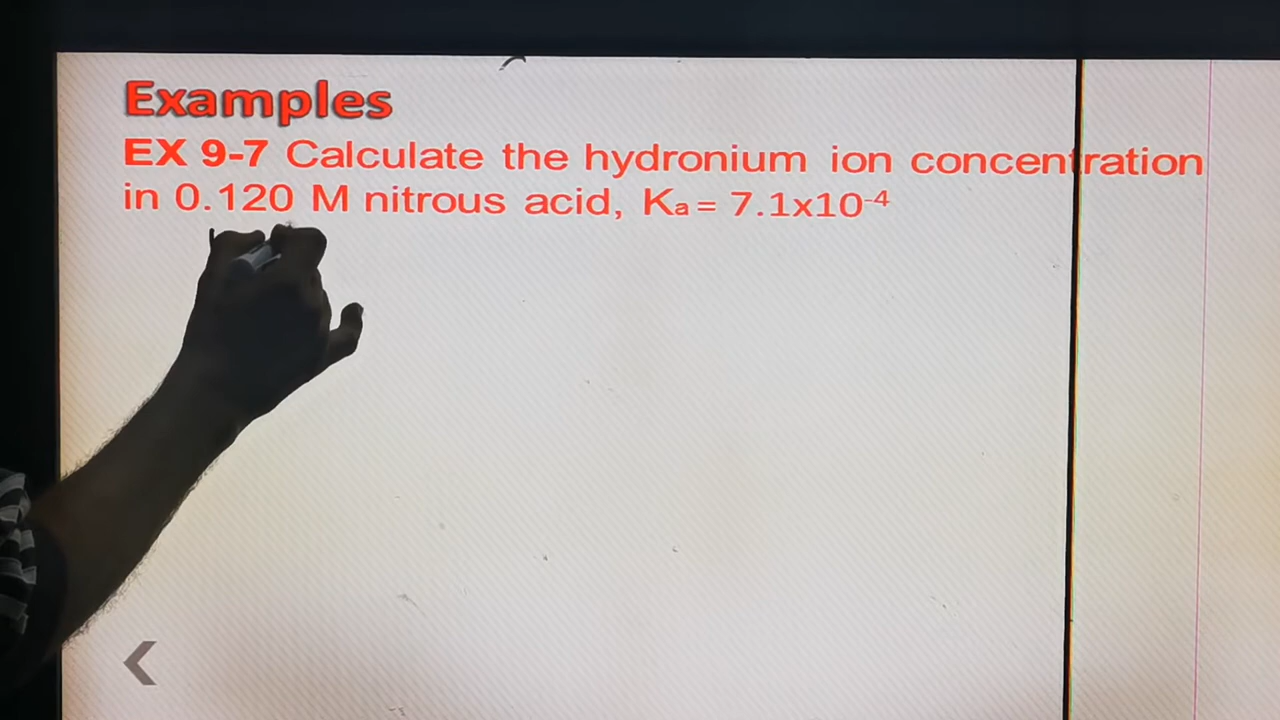 Examples
EX 9-7 Calculate the hydronium ion concentration
in 0.120 M nitrous acid, Ka = 7.1x10-4